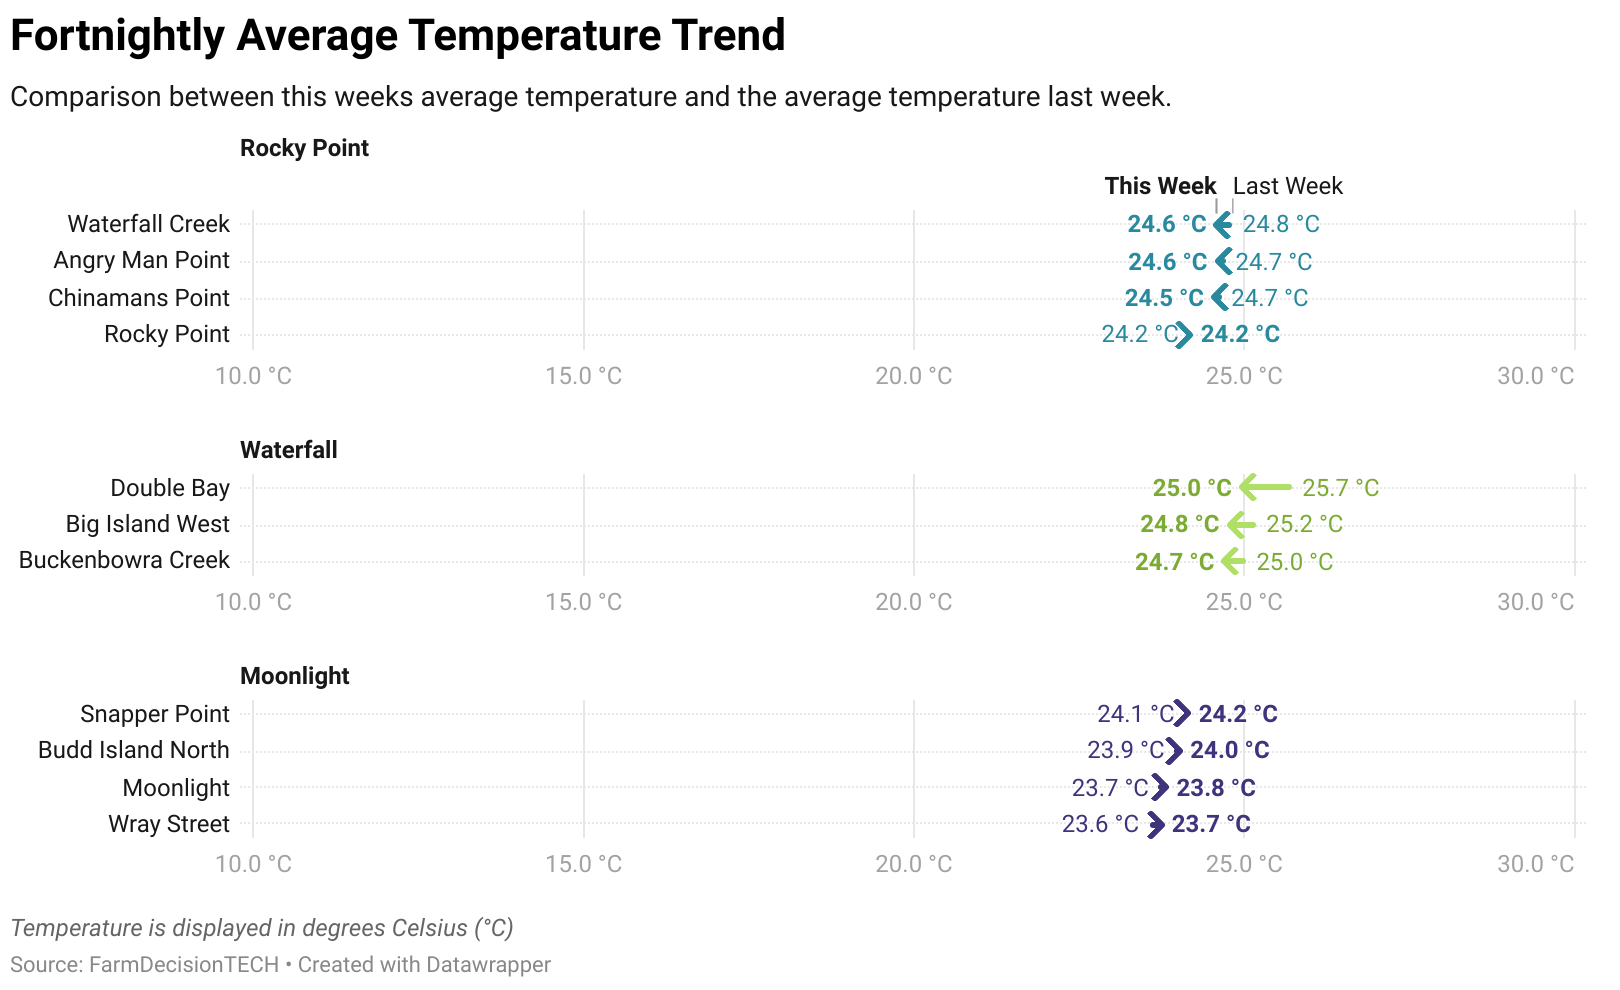 Fortnightly Average Temperature Trend
Comparison between this weeks average temperature and the average temperature last week.
Rocky Point
This Week Last Week
Waterfall Creek 24.6 °C 24.8 °C
Angry Man Point 24.6 °C 24.7 °C
Chinamans Point 24.5 °C 24.7 °C
Rocky Point 24.2 °C 24.2 °C
10.0 °C 15.0 °C 20.0 °C 25.0 °C 30.0 °C
Waterfall
Double Bay 25.0 °C 25.7 °C
Big Island West 24.8 °C 25.2 °C
Buckenbowra Creek 24.7 °C 25.0 °C
10.0 °C 15.0 °C 20.0 °C 25.0 °C 30.0 °C
Moonlight
Snapper Point 24.1 °C 24.2 °C
Budd Island North 23.9 °C 24.0 °C
Moonlight 23.7 °C 23.8 °C
Wray Street 23.6 °C 23.7 °C
10.0 °C 15.0 °C 20.0 °C 25.0 °C 30.0 °C
Temperature is displayed in degrees Celsius (°C)
Source: FarmDecisionTECH • Created with Datawrapper